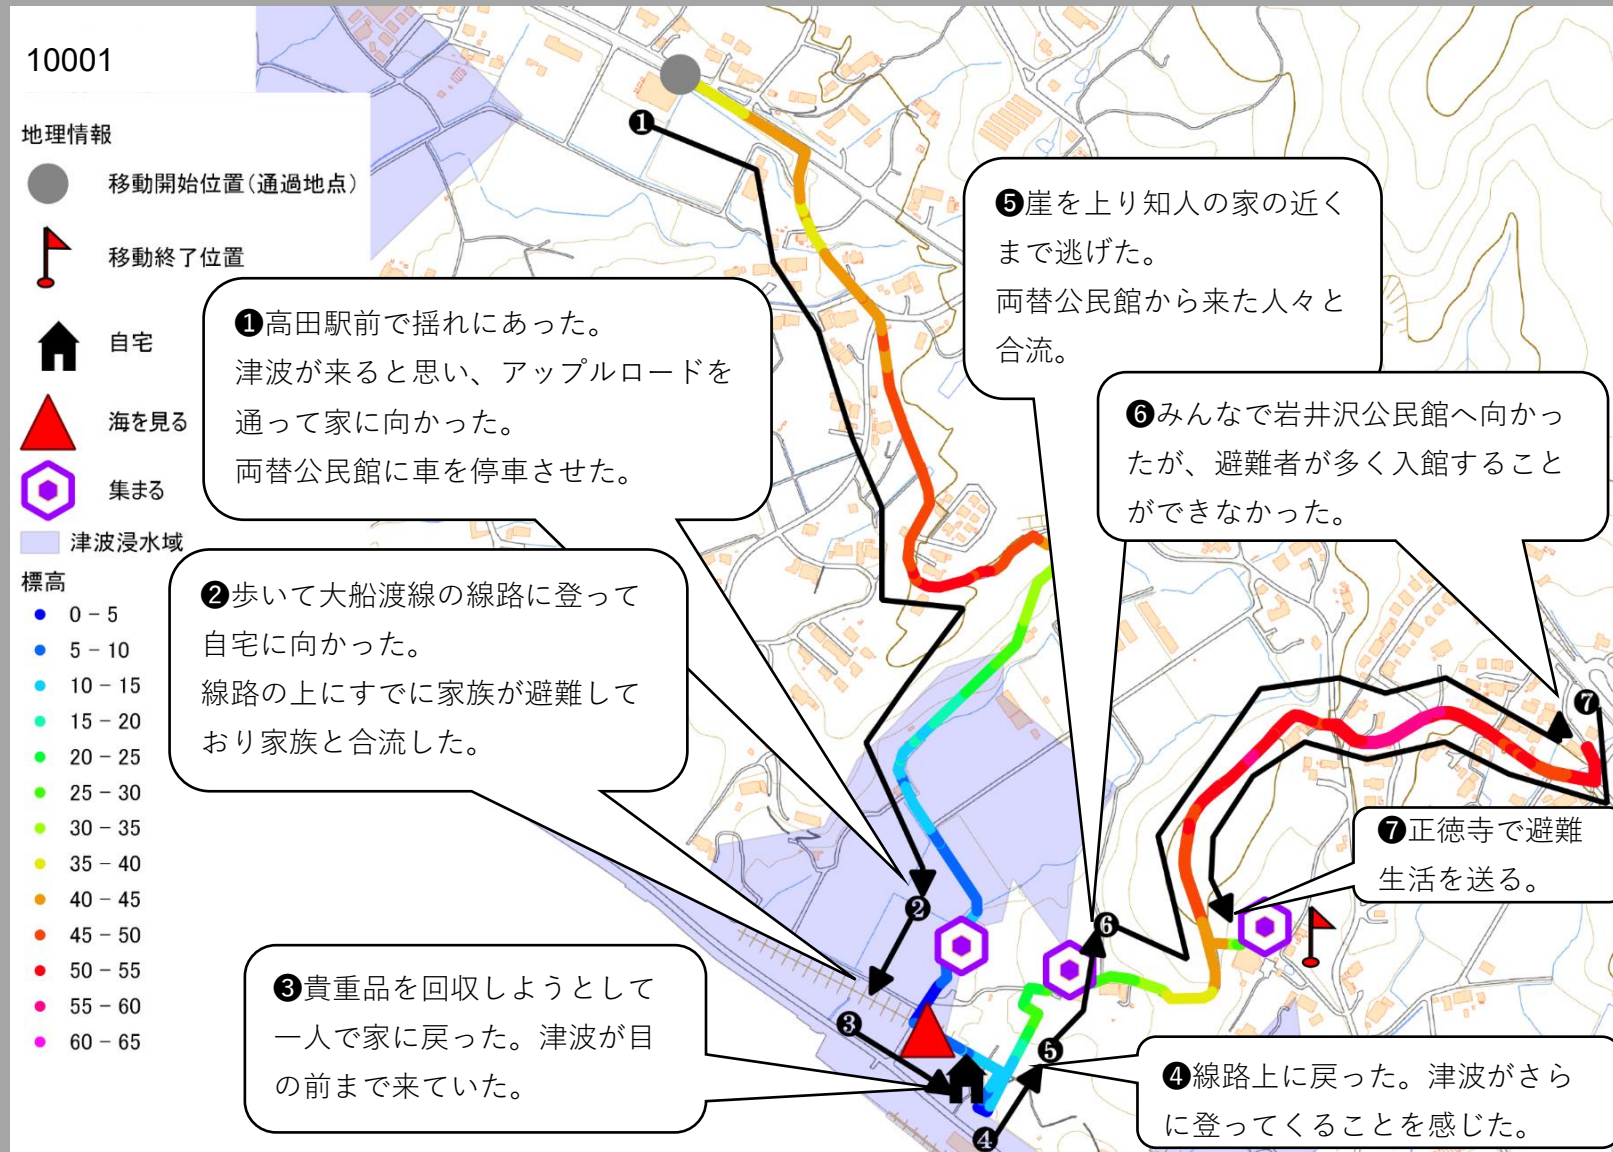 10001
地理情報
移動開始位置(通過地点)
移動終了位置
自宅
海を見る
集まる
津波浸水域
標高
0 - 5
5 - 10
10 - 15
15 - 20
20 - 25
25 - 30
30 - 35
35 - 40
40 - 45
45 - 50
50 - 55
55 - 60
60 - 65
❶
❶高田駅前で揺れにあった。
津波が来ると思い、アップルロードを
通って家に向かった。
両替公民館に車を停車させた。
❷歩いて大船渡線の線路に登って
自宅に向かった。
線路の上にすでに家族が避難して
おり家族と合流した。
❸貴重品を回収しようとして
一人で家に戻った。津波が目
の前まで来ていた。
❺崖を上り知人の家の近く
まで逃げた。
両替公民館から来た人々と
合流。
❻みんなで岩井沢公民館へ向かっ
たが、避難者が多く入館すること
ができなかった。
❼
❼正徳寺で避難
生活を送る。
❷
❻
❸
❺
❹線路上に戻った。津波がさら
に登ってくることを感じた。
❹